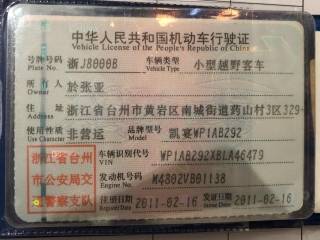 中华人民共和国机动车行驶证
Vehicle License of the People's Republic of China
号牌号码 浙J8000B 车辆类型 小型越野客车
Plate No. Vehicle Type
所有人 於张亚
Owner
住址 浙江省台州市黄岩区南城街道药山村3区329-
Address
使用性质 非营运 品牌型号 凯宴WP1AB292
Use Character Model
浙江省台州
市公安局交
警察支队
车辆识别代号 WP1AB292XBLA46479
VIN
发动机号码 M4802VB01138
Engine No.
注册日期 2011-02-16 发证日期 2011-02-16
Register Date Issue Date